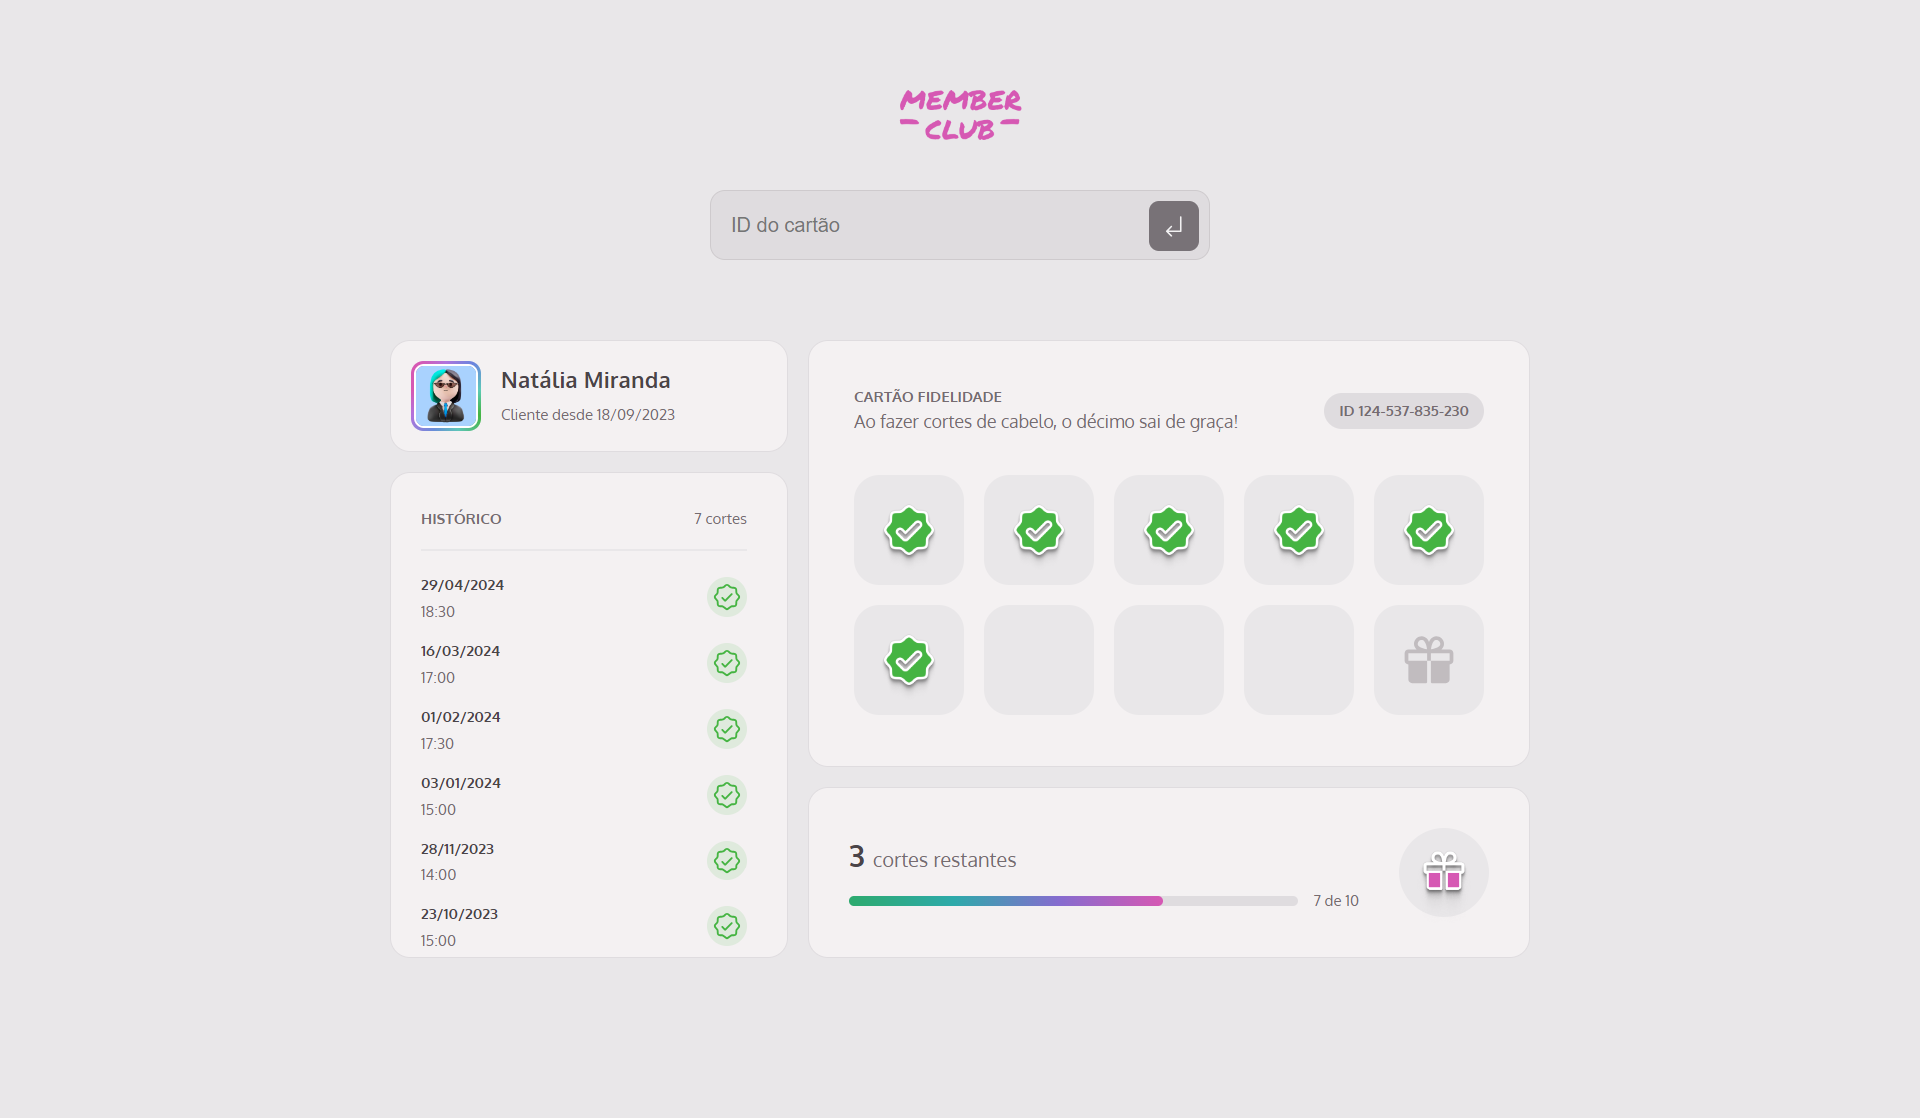 MEMBER
CLUB
ID do cartão
Natália Miranda
Cliente desde 18/09/2023
HISTÓRICO
7 cortes
29/04/2024
18:30
16/03/2024
17:00
01/02/2024
17:30
03/01/2024
15:00
28/11/2023
14:00
23/10/2023
15:00
CARTÃO FIDELIDADE
Ao fazer cortes de cabelo, o décimo sai de graça!
ID 124-537-835-230
3 cortes restantes
7 de 10